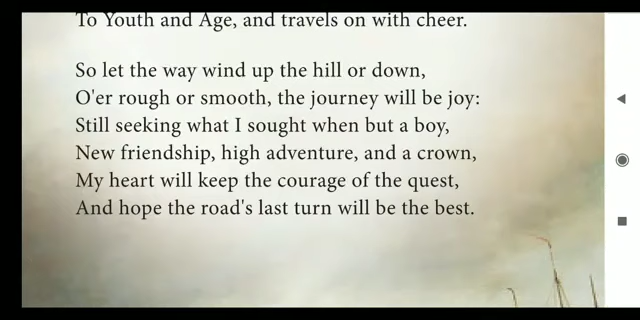 To Youth and Age, and travels on with cheer.
So let the way wind up the hill or down,
O'er rough or smooth, the journey will be joy:
Still seeking what I sought when but a boy,
New friendship, high adventure, and a crown,
My heart will keep the courage of the quest,
And hope the road's last turn will be the best.